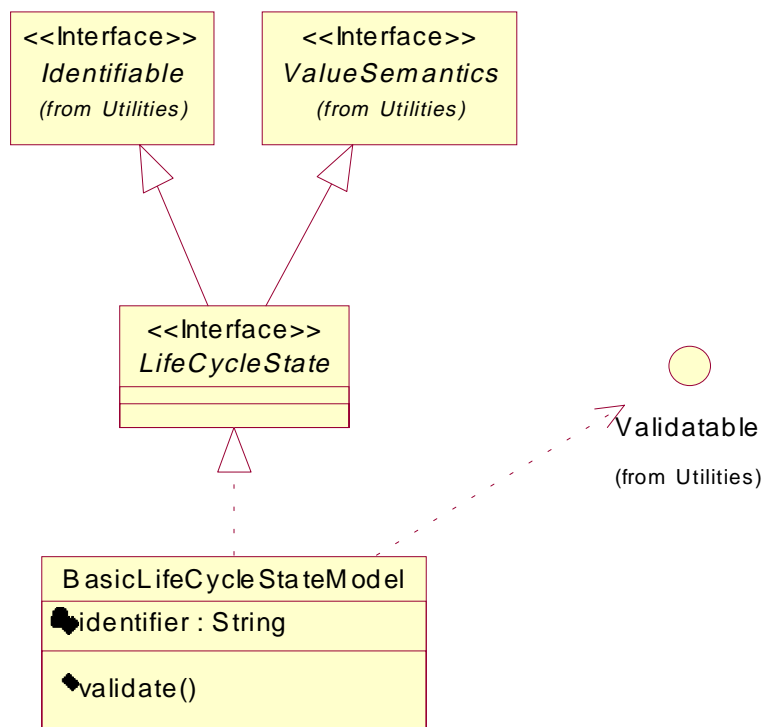 <<Interface>>
Identifiable
(from Utilities)
<<Interface>>
ValueSemantics
(from Utilities)
<<Interface>>
LifeCycleState
Validatable
(from Utilities)
BasicLifeCycleStateModel
identifier : String
validate()